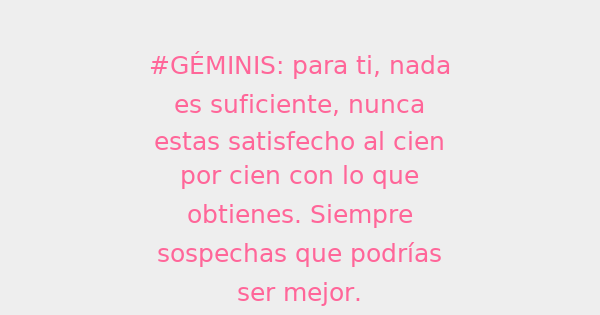 #GÉMINIS: para ti, nada
es suficiente, nunca
estas satisfecho al cien
por cien con lo que
obtienes. Siempre
sospechas que podrías
ser mejor.